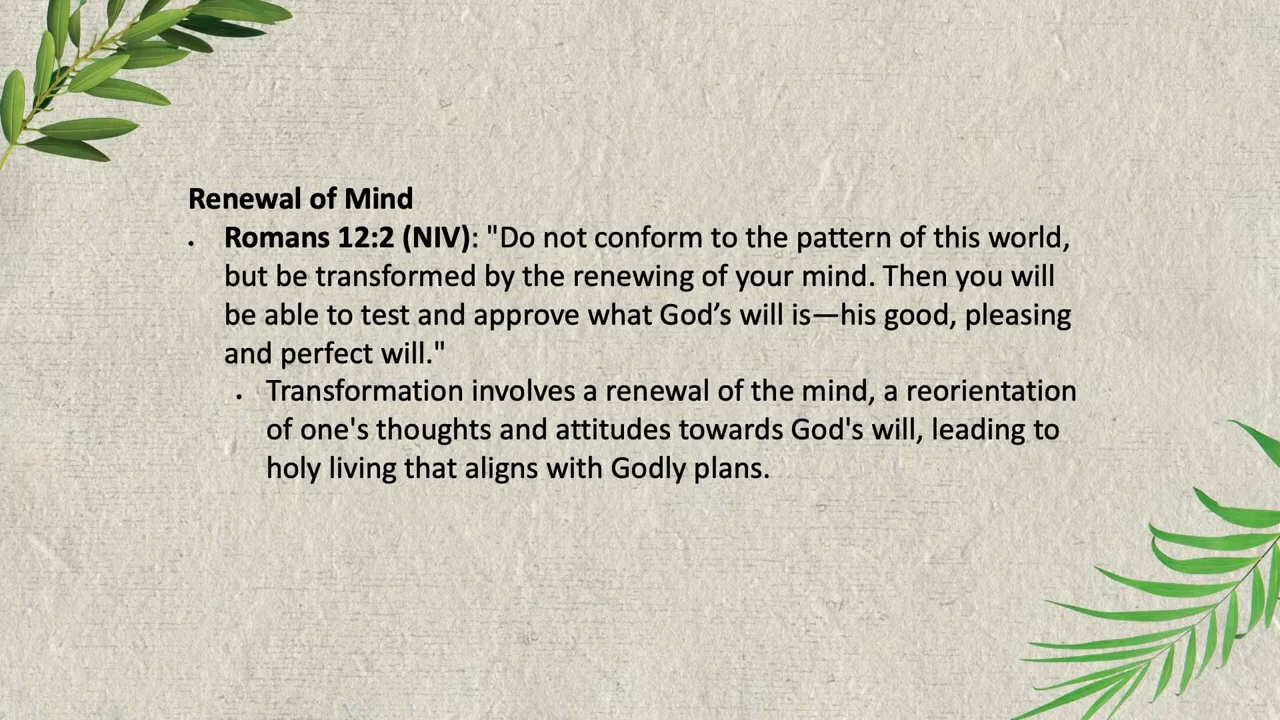 Renewal of Mind
• Romans 12:2 (NIV): "Do not conform to the pattern of this world,
but be transformed by the renewing of your mind. Then you will
be able to test and approve what God’s will is—his good, pleasing
and perfect will."
• Transformation involves a renewal of the mind, a reorientation
of one's thoughts and attitudes towards God's will, leading to
holy living that aligns with Godly plans.